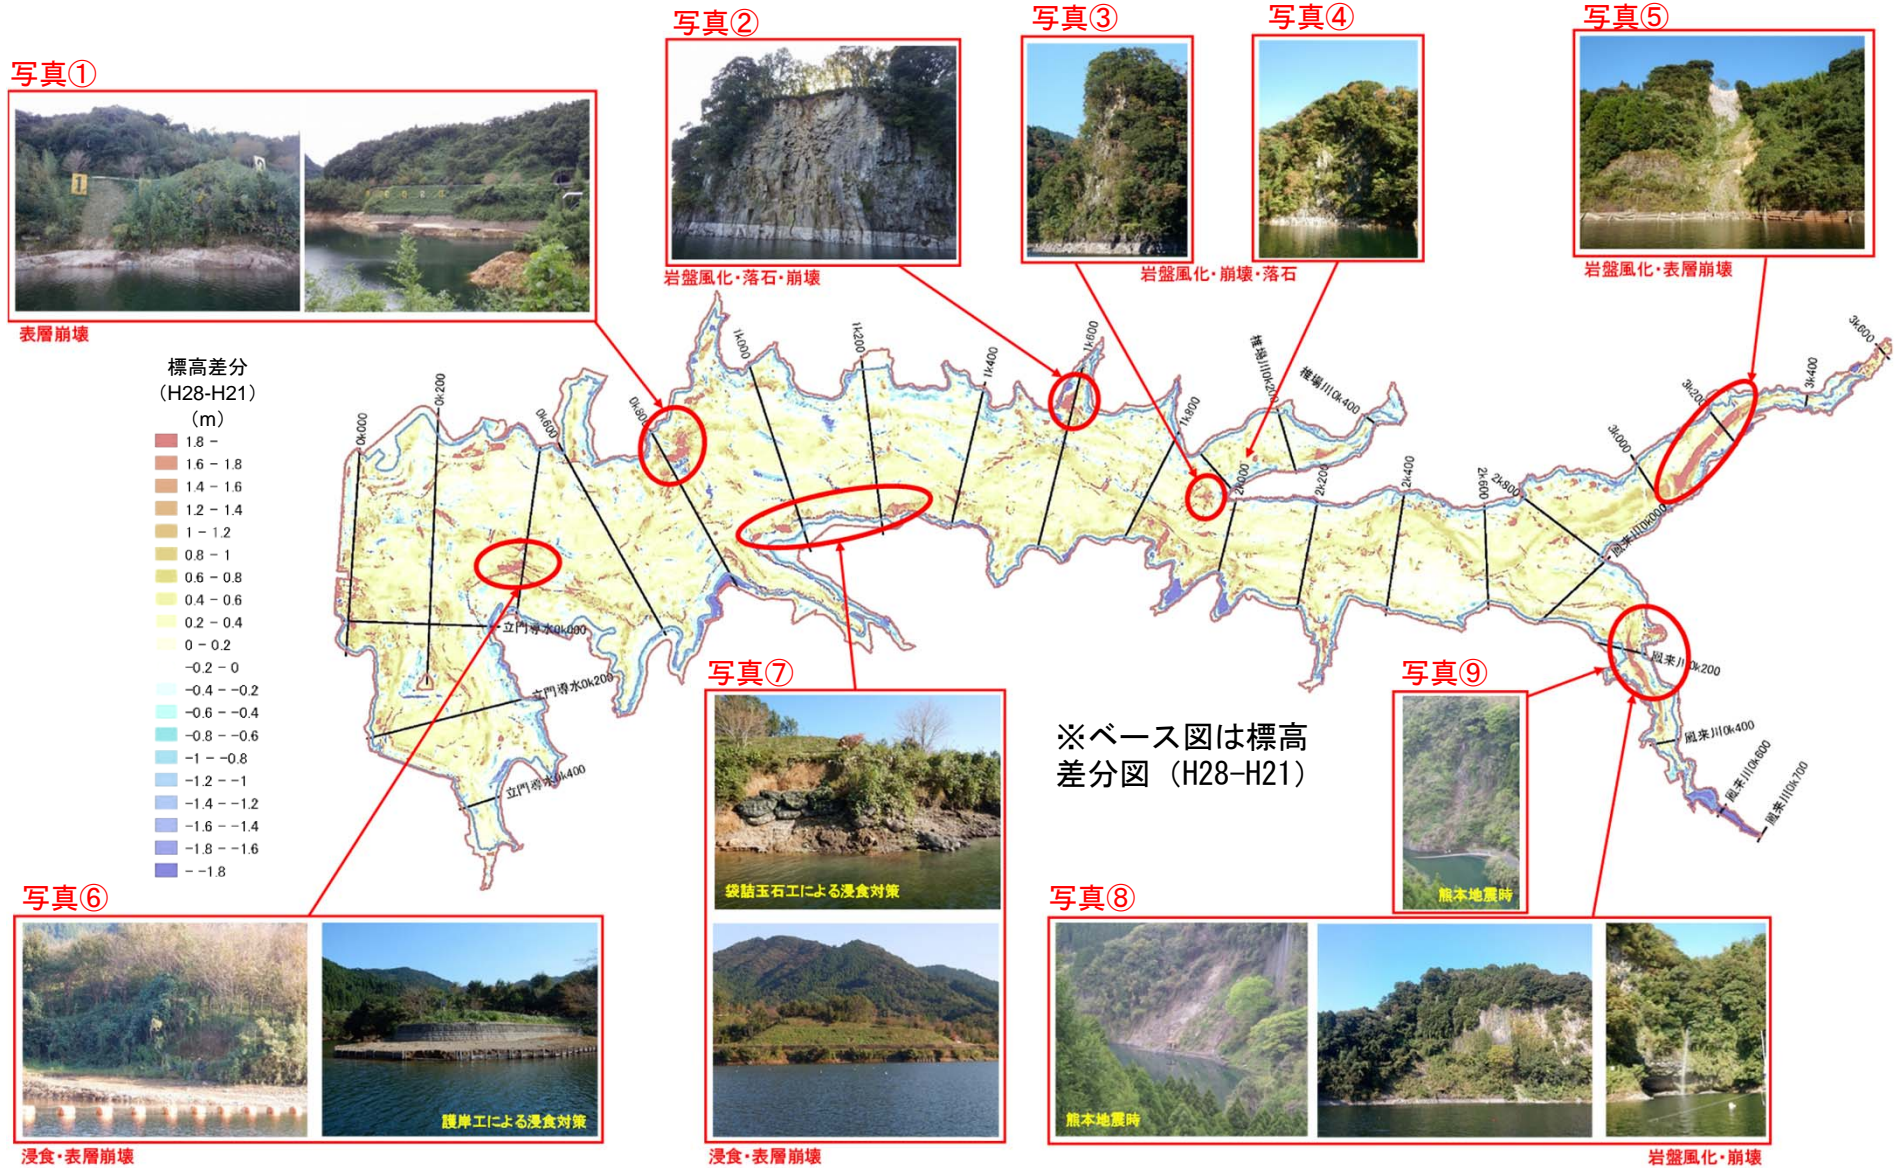 写真①
写真②
写真③
写真④
写真⑤
表層崩壊
岩盤風化・落石・崩壊
岩盤風化・崩壊・落石
岩盤風化・表層崩壊
標高差分
(H28-H21)
(m)
1.8 -
1.6 - 1.8
1.4 - 1.6
1.2 - 1.4
1 - 1.2
0.8 - 1
0.6 - 0.8
0.4 - 0.6
0.2 - 0.4
0 - 0.2
-0.2 - 0
-0.4 - -0.2
-0.6 - -0.4
-0.8 - -0.6
-1 - -0.8
-1.2 - -1
-1.4 - -1.2
-1.6 - -1.4
-1.8 - -1.6
- -1.8
0k000
0k200
0k600
0k800
1k000
1k200
1k400
1k600
1k800
2k000
2k200
2k400
2k600
2k800
3k000
3k200
3k400
3k600
場川0k200
場川0k400
立門導水0k000
立門導水0k200
立門導水0k400
鳳来川0k000
鳳来川0k200
鳳来川0k400
鳳来川0k600
鳳来川0k700
※ベース図は標高
差分図 (H28-H21)
写真⑥
護岸工による浸食対策
浸食・表層崩壊
写真⑦
袋詰玉石工による浸食対策
浸食・表層崩壊
写真⑧
熊本地震時
岩盤風化・崩壊
写真⑨
熊本地震時